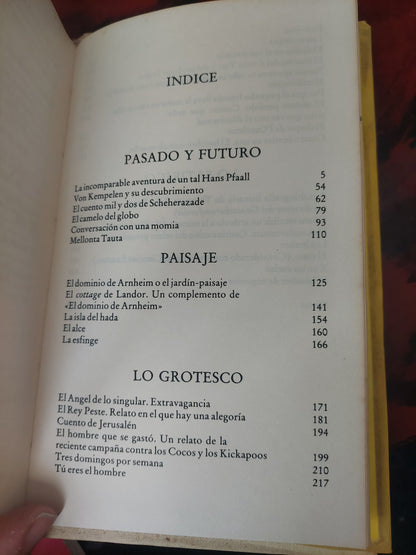 INDICE
PASADO Y FUTURO
La incomparable aventura de un tal Hans Pfaall 5
Von Kempelen y su descubrimiento 54
El cuento mil y dos de Scheherazade 62
El camelo del globo 79
Conversación con una momia 93
Mellonta Tauta 110
PAISAJE
El dominio de Arnheim o el jardín-paisaje 125
El cottage de Landor. Un complemento de
«El dominio de Arnheim» 141
La isla del hada 154
El alce 160
La esfinge 166
LO GROTESCO
El Angel de lo singular. Extravagancia 171
El Rey Peste. Relato en el que hay una alegoría 181
Cuento de Jerusalén 194
El hombre que se gastó. Un relato de la
reciente campaña contra los Cocos y los Kickapoos 199
Tres domingos por semana 210
Tú eres el hombre 217